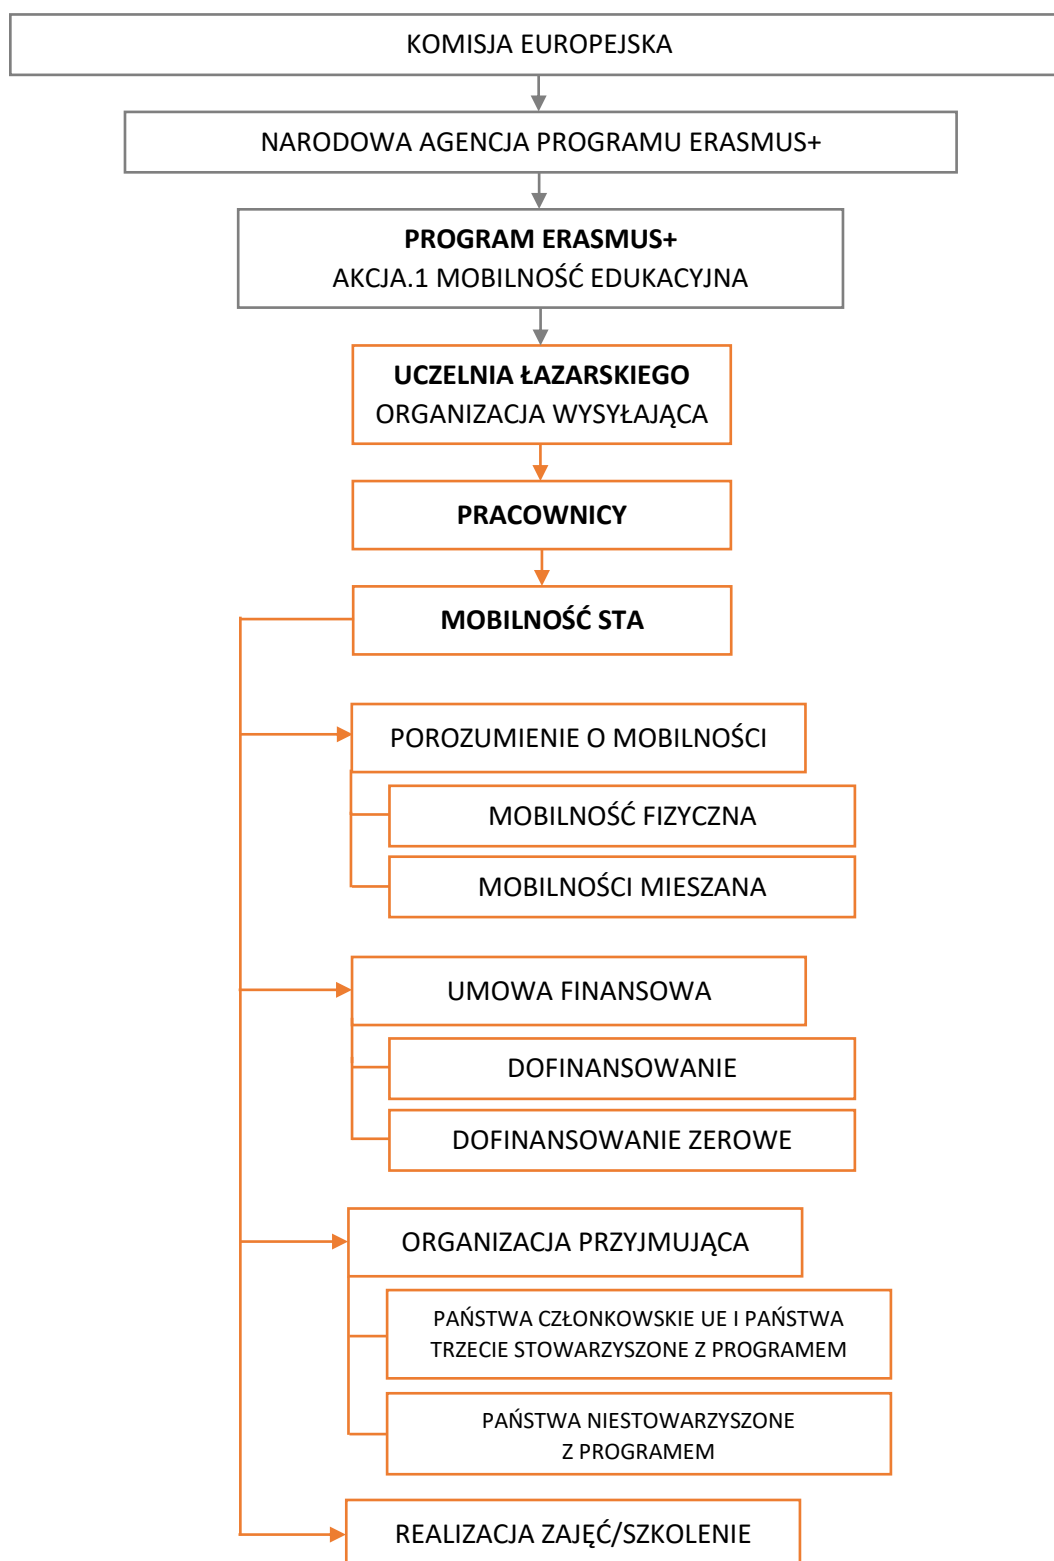 KOMISJA EUROPEJSKA
NARODOWA AGENCJA PROGRAMU ERASMUS+
PROGRAM ERASMUS+
AKCJA.1 MOBILNOŚĆ EDUKACYJNA
UCZELNIA ŁAZARSKIEGO
ORGANIZACJA WYSYŁAJĄCA
PRACOWNICY
MOBILNOŚĆ STA
POROZUMIENIE O MOBILNOŚCI
MOBILNOŚĆ FIZYCZNA
MOBILNOŚCI MIESZANA
UMOWA FINANSOWA
DOFINANSOWANIE
DOFINANSOWANIE ZEROWE
ORGANIZACJA PRZYJMUJĄCA
PAŃSTWA CZŁONKOWSKIE UE I PAŃSTWA
TRZECIE STOWARZYSZONE Z PROGRAMEM
PAŃSTWA NIESTOWARZYSZONE
Z PROGRAMEM
REALIZACJA ZAJĘĆ/SZKOLENIE